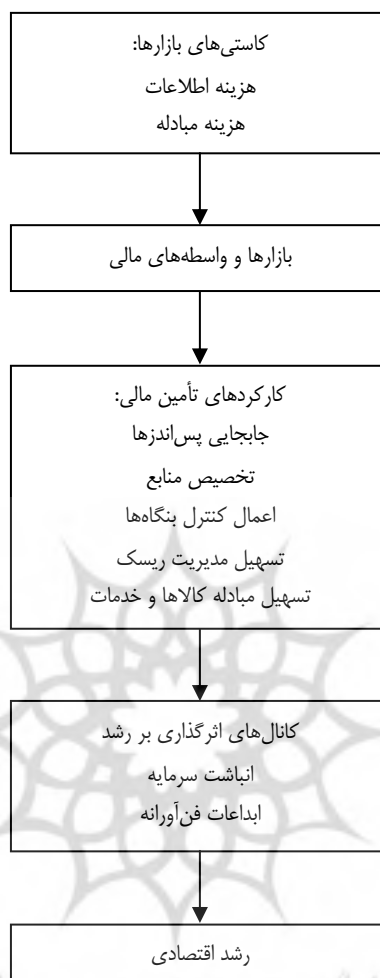 کاستی‌های بازارها:
هزینه اطلاعات
هزینه مبادله
بازارها و واسطه‌های مالی
کارکردهای تأمین مالی:
جابجایی پس‌اندزها
تخصیص منابع
اعمال کنترل بنگاه‌ها
تسهیل مدیریت ریسک
تسهیل مبادله کالاها و خدمات
کانال‌های اثرگذاری بر رشد
انباشت سرمایه
ابداعات فن‌آورانه
رشد اقتصادی